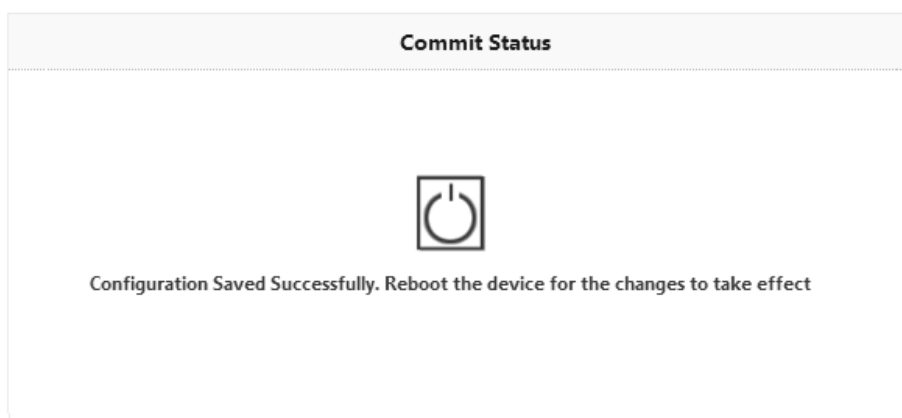 Commit Status
Configuration Saved Successfully. Reboot the device for the changes to take effect